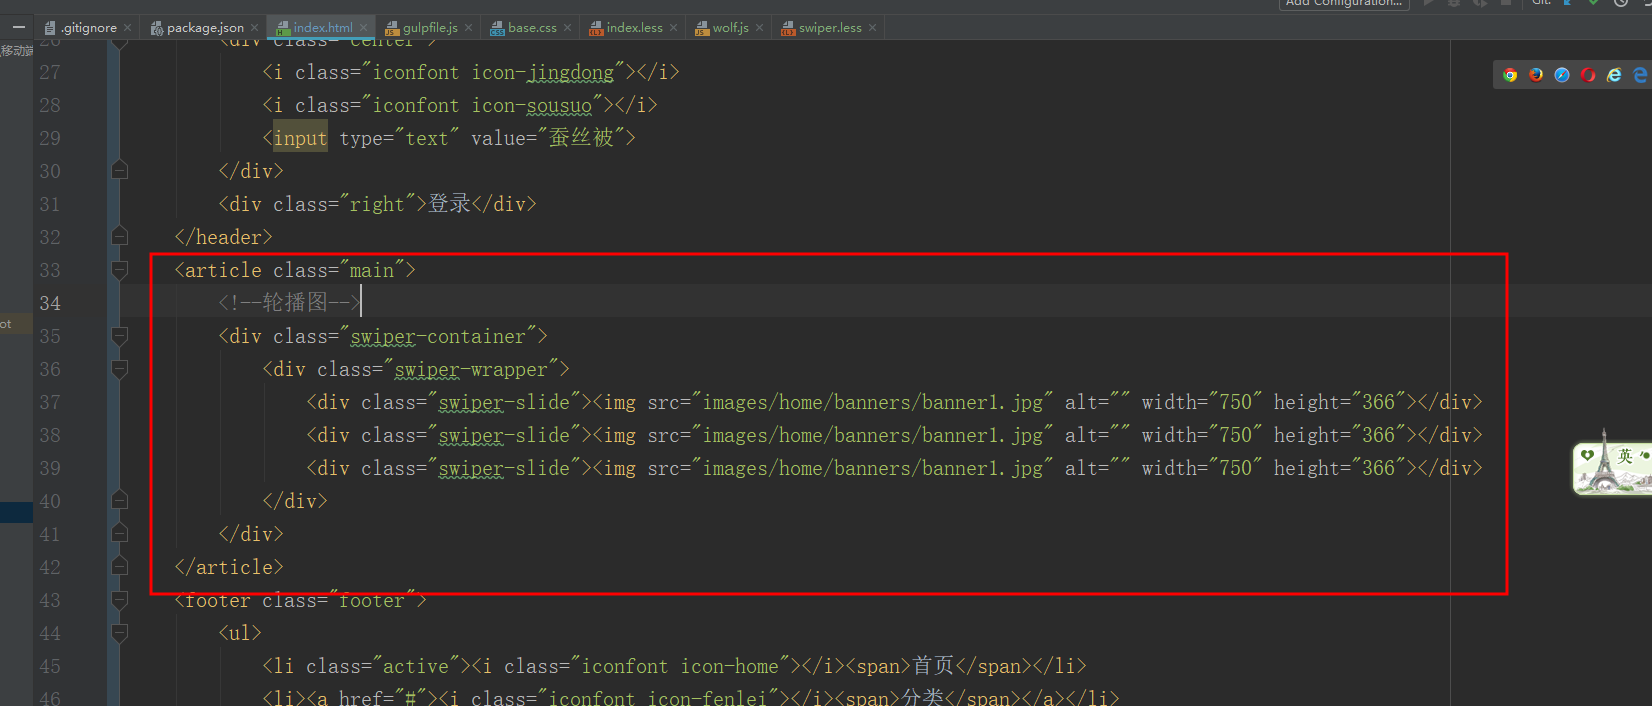 Add Configuration...
Git:
.gitignore package.json index.html gulpfile.js base.css index.less wolf.js swiper.less
移动端
ot
26 <div class="center">
27 <i class="iconfont icon-jingdong"></i>
28 <i class="iconfont icon-sousuo"></i>
29 <input type="text" value="蚕丝被">
30 </div>
31 <div class="right">登录</div>
32 </header>
33 <article class="main">
34 <!--轮播图-->
35 <div class="swiper-container">
36 <div class="swiper-wrapper">
37 <div class="swiper-slide"><img src="images/home/banners/banner1.jpg" alt="" width="750" height="366"></div>
38 <div class="swiper-slide"><img src="images/home/banners/banner1.jpg" alt="" width="750" height="366"></div>
39 <div class="swiper-slide"><img src="images/home/banners/banner1.jpg" alt="" width="750" height="366"></div>
40 </div>
41 </div>
42 </article>
43 <footer class="footer">
44 <ul>
45 <li class="active"><i class="iconfont icon-home"></i><span>首页</span></li>
46 <li><a href="#"><i class="iconfont icon-fenlei"></i><span>分类</span></a></li>
英